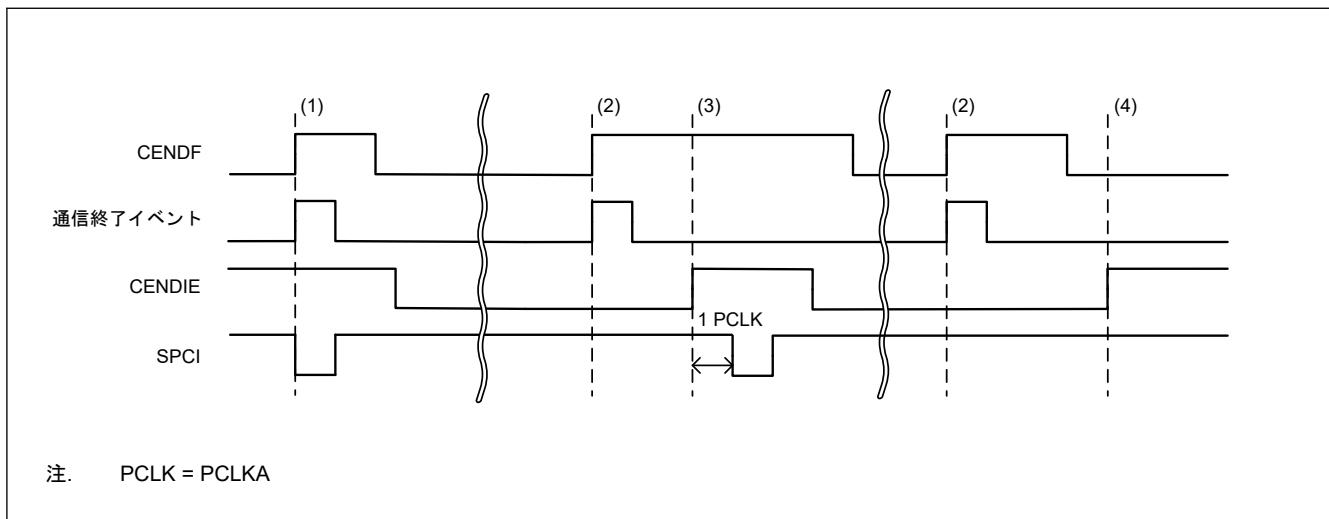 (1) (2) (3) (2) (4)
CENDF
通信終了イベント
CENDIE
1 PCLK
SPCI
注. PCLK = PCLKA